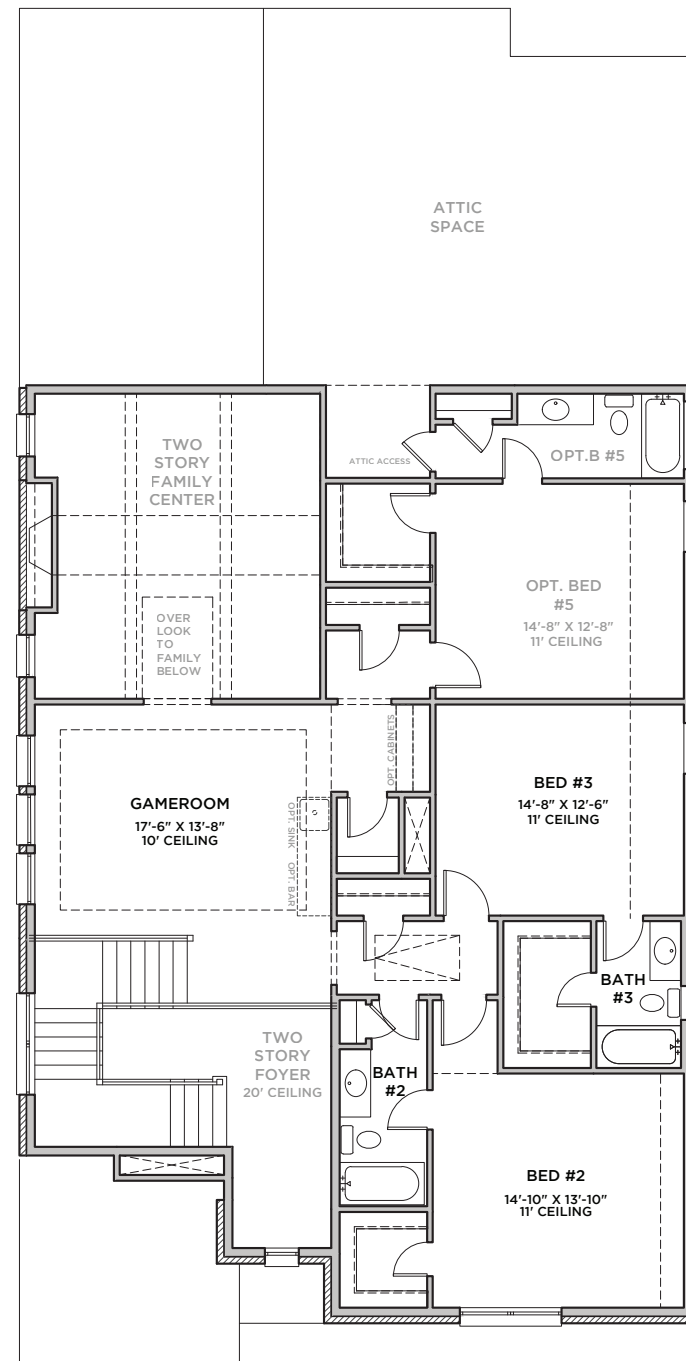 ATTIC
SPACE
TWO
STORY
FAMILY
CENTER
ATTIC ACCESS
OPT.B #5
OPT. BED
#5
14'-8" X 12'-8"
11' CEILING
OVER
LOOK
TO
FAMILY
BELOW
OPT. CABINETS
GAMEROOM
17'-6" X 13'-8"
10' CEILING
OPT. SINK
OPT. BAR
BED #3
14'-8" X 12'-6"
11' CEILING
BATH
#3
TWO
STORY
FOYER
20' CEILING
BATH
#2
BED #2
14'-10" X 13'-10"
11' CEILING